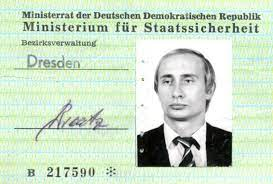 Ministerrat der Deutschen Demokratischen Republik
Ministerium für Staatssicherheit
Bezirksverwaltung
Dresden
B 217590 ✻